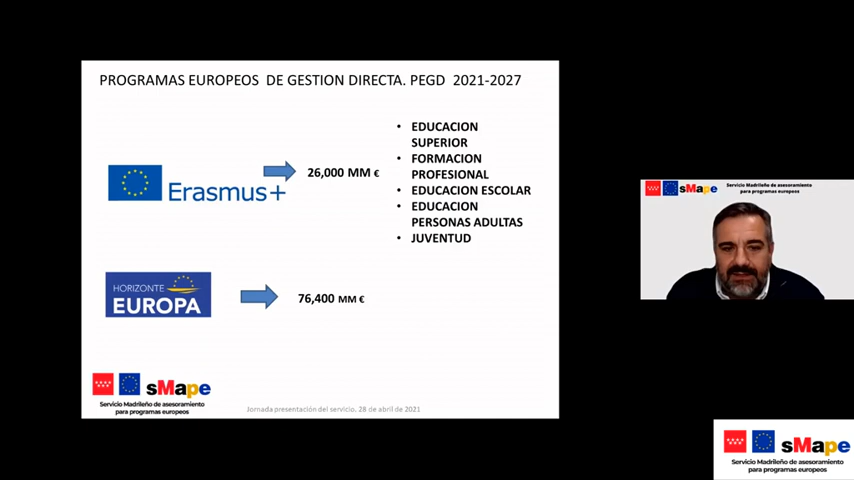 PROGRAMAS EUROPEOS DE GESTION DIRECTA. PEGD 2021-2027
Erasmus+
26,000 MM €
• EDUCACION
SUPERIOR
• FORMACION
PROFESIONAL
• EDUCACION ESCOLAR
• EDUCACION
PERSONAS ADULTAS
• JUVENTUD
HORIZONTE
EUROPA
76,400 MM €
sMape
Servicio Madrileño de asesoramiento
para programas europeos
Jornada presentación del servicio. 28 de abril de 2021
sMape
Servicio Madrileño de asesoramiento
para programas europeos
sMape
Servicio Madrileño de asesoramiento
para programas europeos